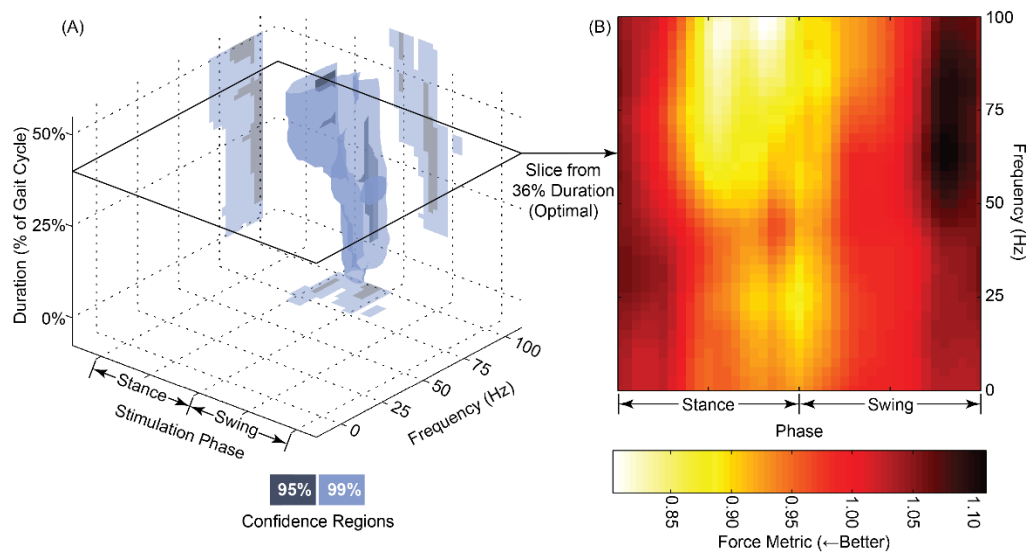 (A)
Duration (% of Gait Cycle)
50%
25%
0%
Stance
Swing
Stimulation Phase
0
25
50
75
100
Frequency (Hz)
95%
99%
Confidence Regions
Slice from
36% Duration
(Optimal)
(B)
100
75
50
25
0
Frequency (Hz)
Stance
Swing
Phase
0.85
0.90
0.95
1.00
1.05
1.10
Force Metric (←Better)